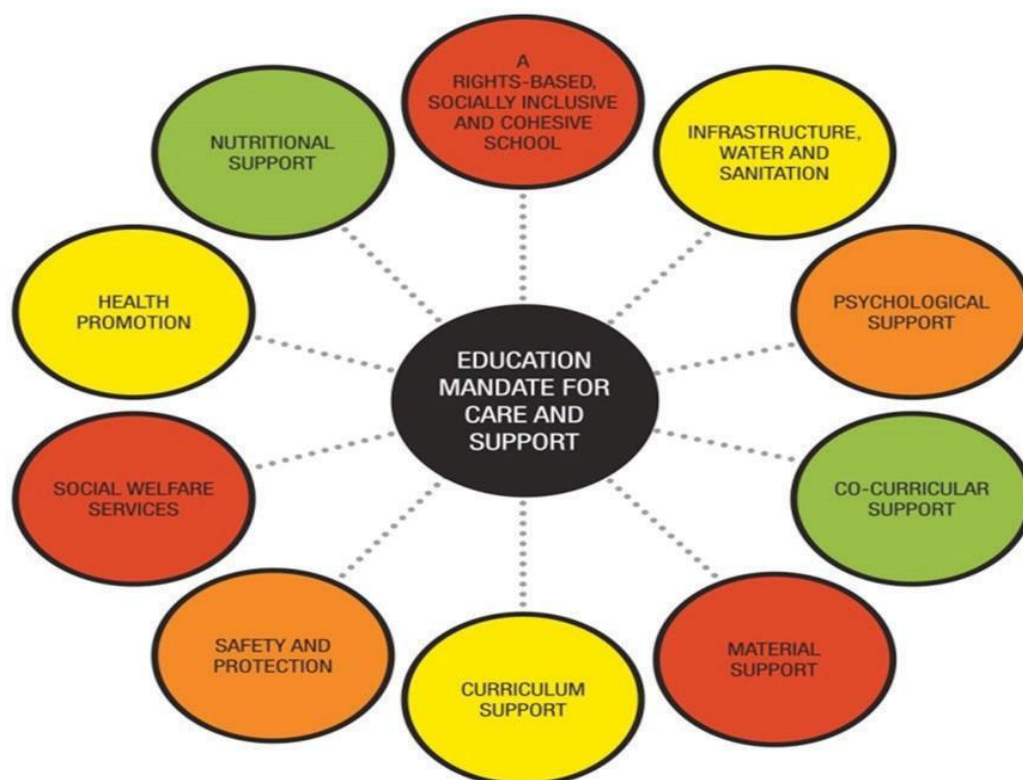 A
RIGHTS-BASED,
SOCIALLY INCLUSIVE
AND COHESIVE
SCHOOL
INFRASTRUCTURE,
WATER AND
SANITATION
PSYCHOLOGICAL
SUPPORT
CO-CURRICULAR
SUPPORT
MATERIAL
SUPPORT
CURRICULUM
SUPPORT
SAFETY AND
PROTECTION
SOCIAL WELFARE
SERVICES
HEALTH
PROMOTION
NUTRITIONAL
SUPPORT
EDUCATION
MANDATE FOR
CARE AND
SUPPORT